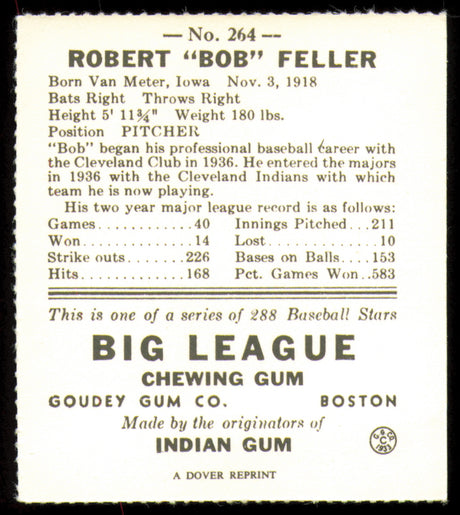 — No. 264 —
ROBERT "BOB" FELLER
Born Van Meter, Iowa Nov. 3, 1918
Bats Right Throws Right
Height 5' 11¾" Weight 180 lbs.
Position PITCHER
"Bob" began his professional baseball career with
the Cleveland Club in 1936. He entered the majors
in 1936 with the Cleveland Indians with which
team he is now playing.
His two year major league record is as follows:
Games............40 Innings Pitched...211
Won..............14 Lost..............10
Strike outs.......226 Bases on Balls....153
Hits.............168 Pct. Games Won..583
This is one of a series of 288 Baseball Stars
BIG LEAGUE
CHEWING GUM
GOUDEY GUM CO. BOSTON
Made by the originators of
INDIAN GUM
A DOVER REPRINT